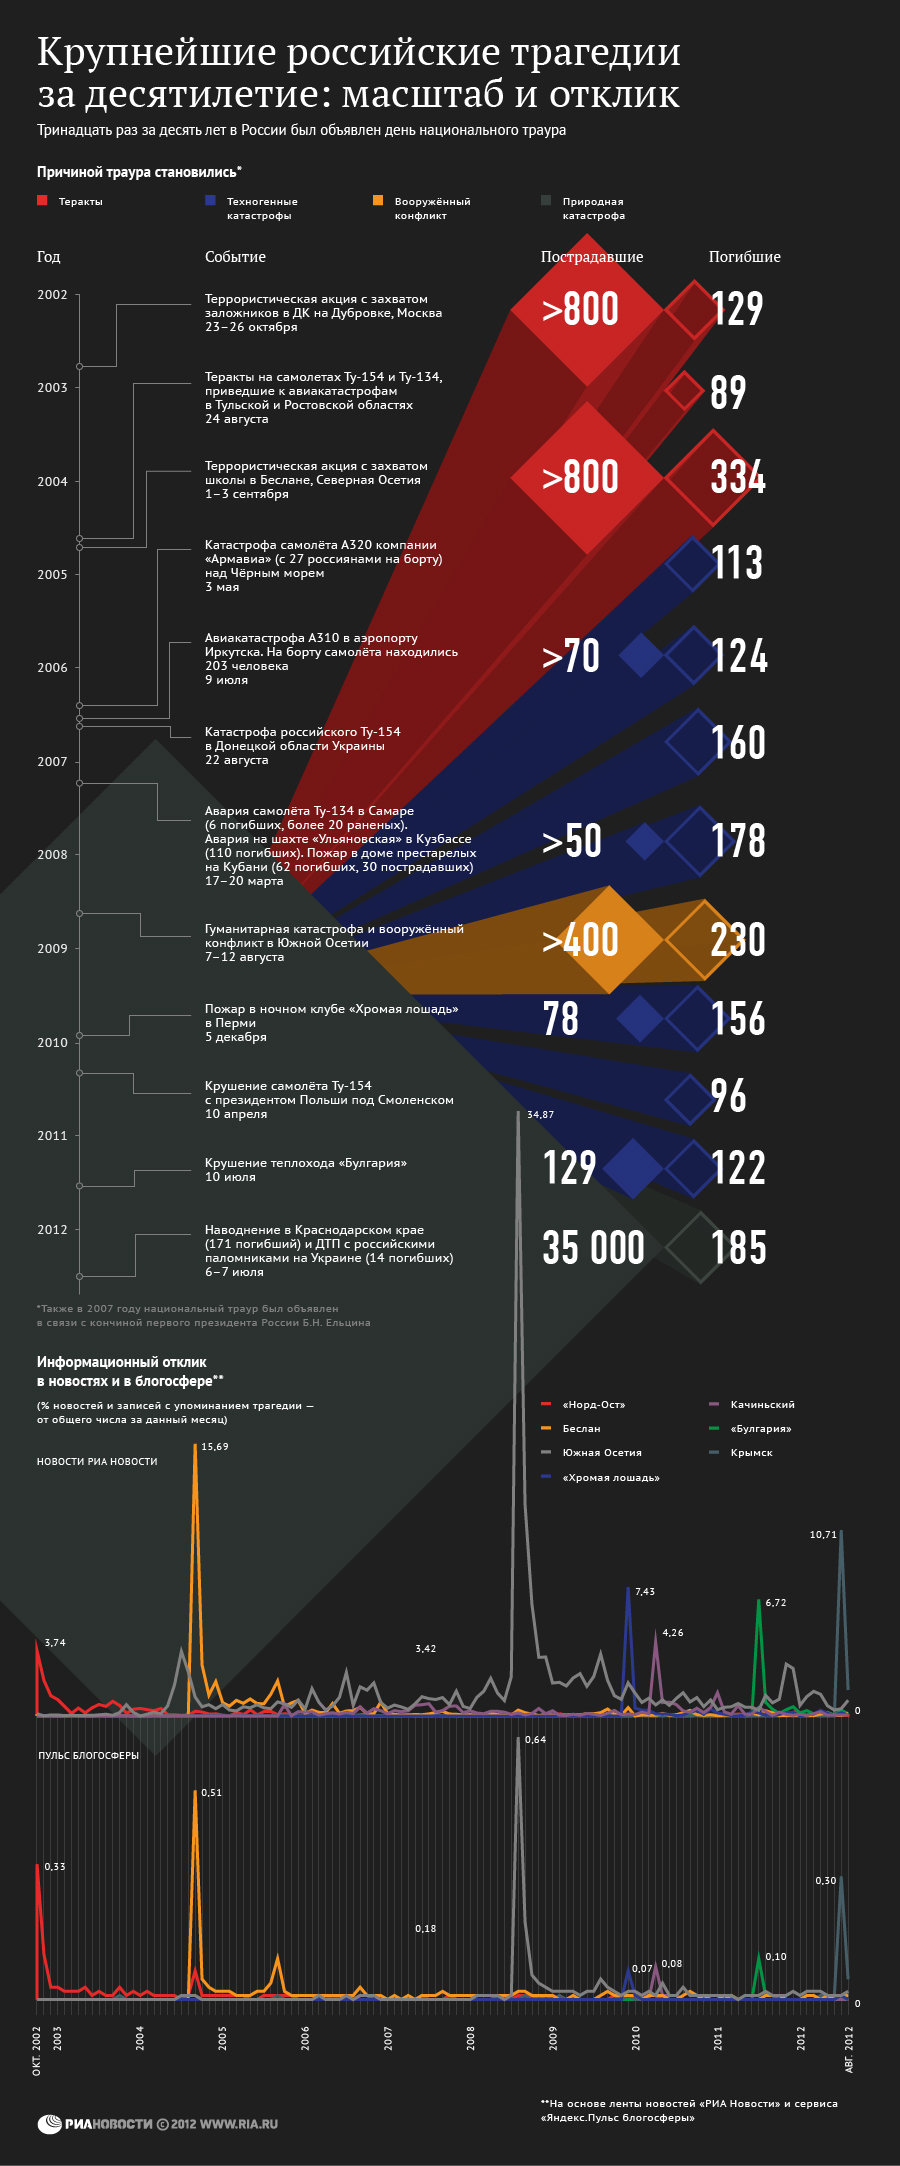 Крупнейшие российские трагедии
за десятилетие: масштаб и отклик
Тринадцать раз за десять лет в России был объявлен день национального траура
Причиной траура становились*
Теракты
Техногенные
катастрофы
Вооружённый
конфликт
Природная
катастрофа
Год
Событие
Пострадавшие
Погибшие
2002
Террористическая акция с захватом
заложников в ДК на Дубровке, Москва
23–26 октября
>800
129
2003
Теракты на самолетах Ту-154 и Ту-134,
приведшие к авиакатастрофам
в Тульской и Ростовской областях
24 августа
89
2004
Террористическая акция с захватом
школы в Беслане, Северная Осетия
1–3 сентября
>800
334
2005
Катастрофа самолёта А320 компании
«Армавиа» (с 27 россиянами на борту)
над Чёрным морем
3 мая
113
2006
Авиакатастрофа А310 в аэропорту
Иркутска. На борту самолёта находились
203 человека
9 июля
>70
124
Катастрофа российского Ту-154
в Донецкой области Украины
22 августа
160
2007
Авария самолёта Ту-134 в Самаре
(6 погибших, более 20 раненых).
Авария на шахте «Ульяновская» в Кузбассе
(110 погибших). Пожар в доме престарелых
на Кубани (62 погибших, 30 пострадавших)
17–20 марта
>50
178
2008
Гуманитарная катастрофа и вооружённый
конфликт в Южной Осетии
7–12 августа
>400
230
2009
Пожар в ночном клубе «Хромая лошадь»
в Перми
5 декабря
78
156
2010
Крушение самолёта Ту-154
с президентом Польши под Смоленском
10 апреля
96
2011
Крушение теплохода «Булгария»
10 июля
129
122
2012
Наводнение в Краснодарском крае
(171 погибший) и ДТП с российскими
паломниками на Украине (14 погибших)
6–7 июля
35 000
185
*Также в 2007 году национальный траур был объявлен
в связи с кончиной первого президента России Б.Н. Ельцина
Информационный отклик
в новостях и в блогосфере**
(% новостей и записей с упоминанием трагедии —
от общего числа за данный месяц)
«Норд-Ост»
Беслан
Южная Осетия
«Хромая лошадь»
Качиньский
«Булгария»
Крымск
НОВОСТИ РИА НОВОСТИ
3,74
15,69
3,42
34,87
7,43
4,26
6,72
10,71
0
ПУЛЬС БЛОГОСФЕРЫ
0,33
0,51
0,18
0,64
0,07
0,08
0,10
0,30
0
ОКТ. 2002
2003
2004
2005
2006
2007
2008
2009
2010
2011
2012
АВГ. 2012
**На основе ленты новостей «РИА Новости» и сервиса
«Яндекс.Пульс блогосферы»
РИАНОВОСТИ © 2012 WWW.RIA.RU